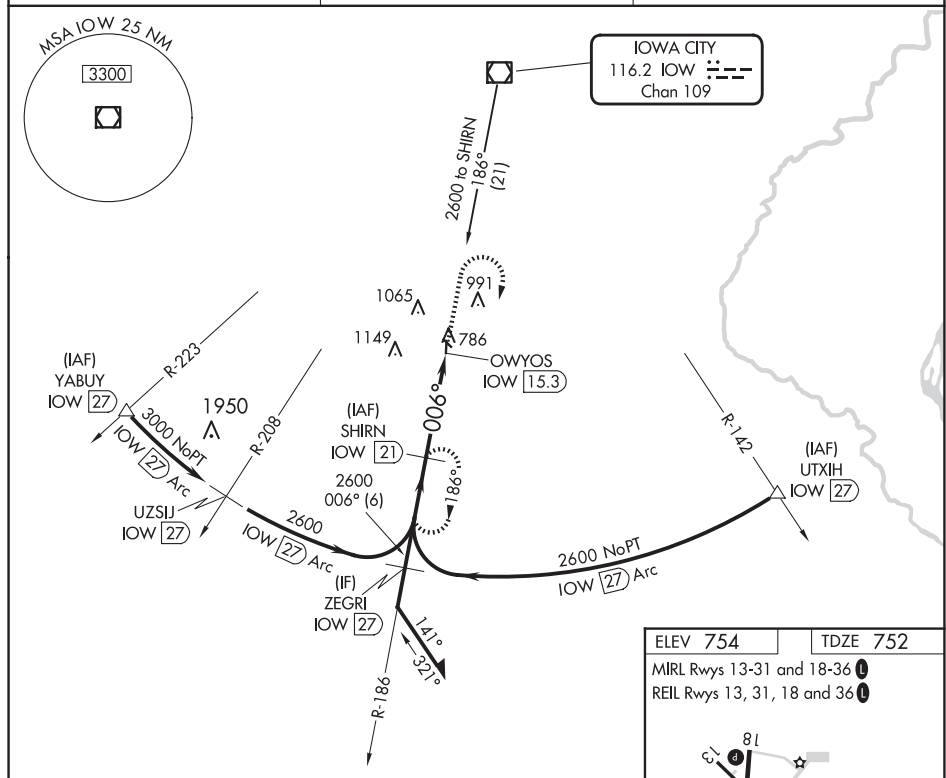 MSA IOW 25 NM
3300
IOWA CITY
116.2 IOW
Chan 109
2600 to SHIRN
186°
(21)
991
1065
1149
786
OWYOS
IOW 15.3
006°
R-223
(IAF)
YABUY
IOW 27
3000 NoPT
IOW 27 Arc
1950
R-208
(IAF)
SHIRN
IOW 21
R-142
(IAF)
UTXIH
IOW 27
186°
2600
006° (6)
UZSIJ
IOW 27
2600
IOW 27 Arc
2600 NoPT
IOW 27 Arc
(IF)
ZEGRI
IOW 27
141°
321°
R-186
ELEV 754
TDZE 752
MIRL Rwys 13-31 and 18-36 L
REIL Rwys 13, 31, 18 and 36 L
13
P
18